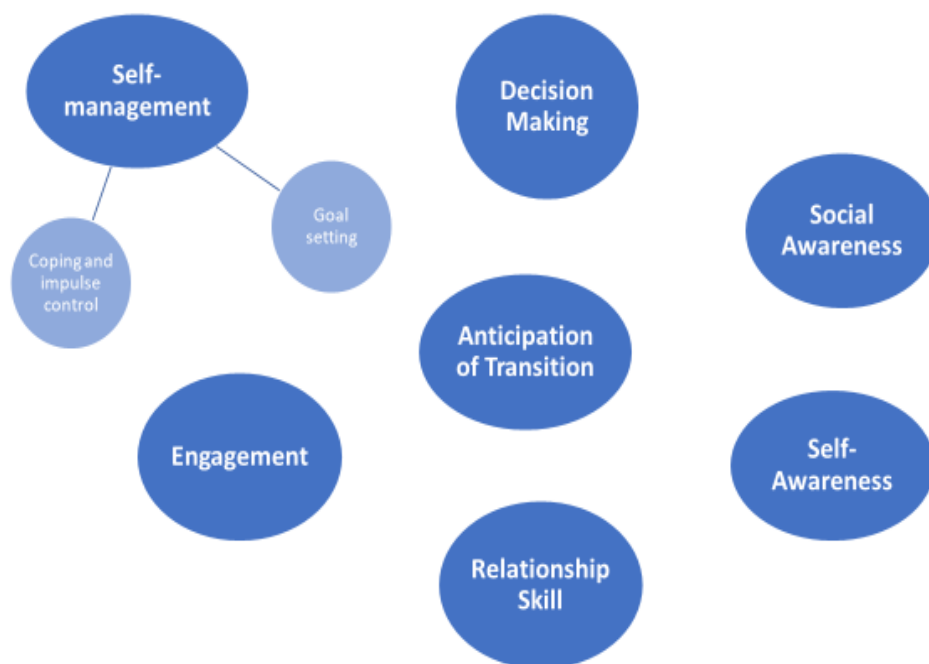 Self-
management
Decision
Making
Goal
setting
Social
Awareness
Coping and
impulse
control
Anticipation
of Transition
Engagement
Self-
Awareness
Relationship
Skill